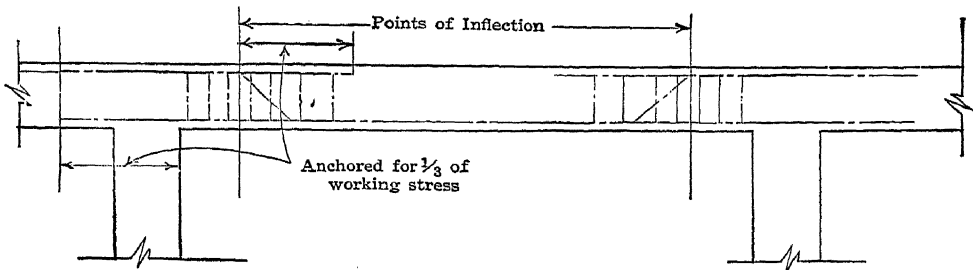 Points of Inflection
Anchored for 1/3 of
working stress